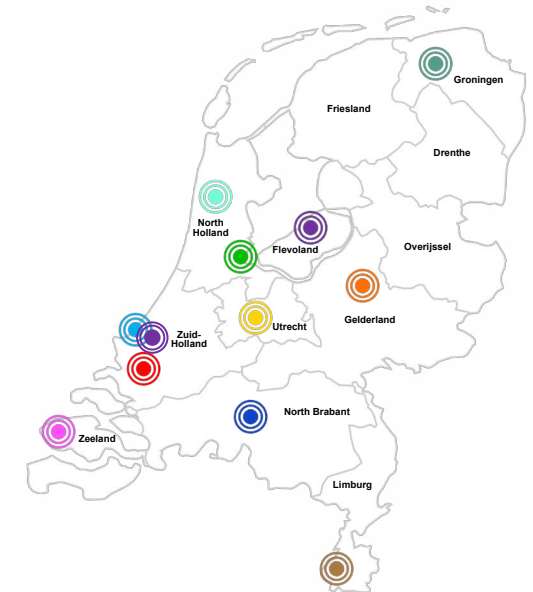 Groningen
Friesland
Drenthe
North
Holland
Flevoland
Overijssel
Gelderland
Utrecht
Zuid-
Holland
North Brabant
Zeeland
Limburg